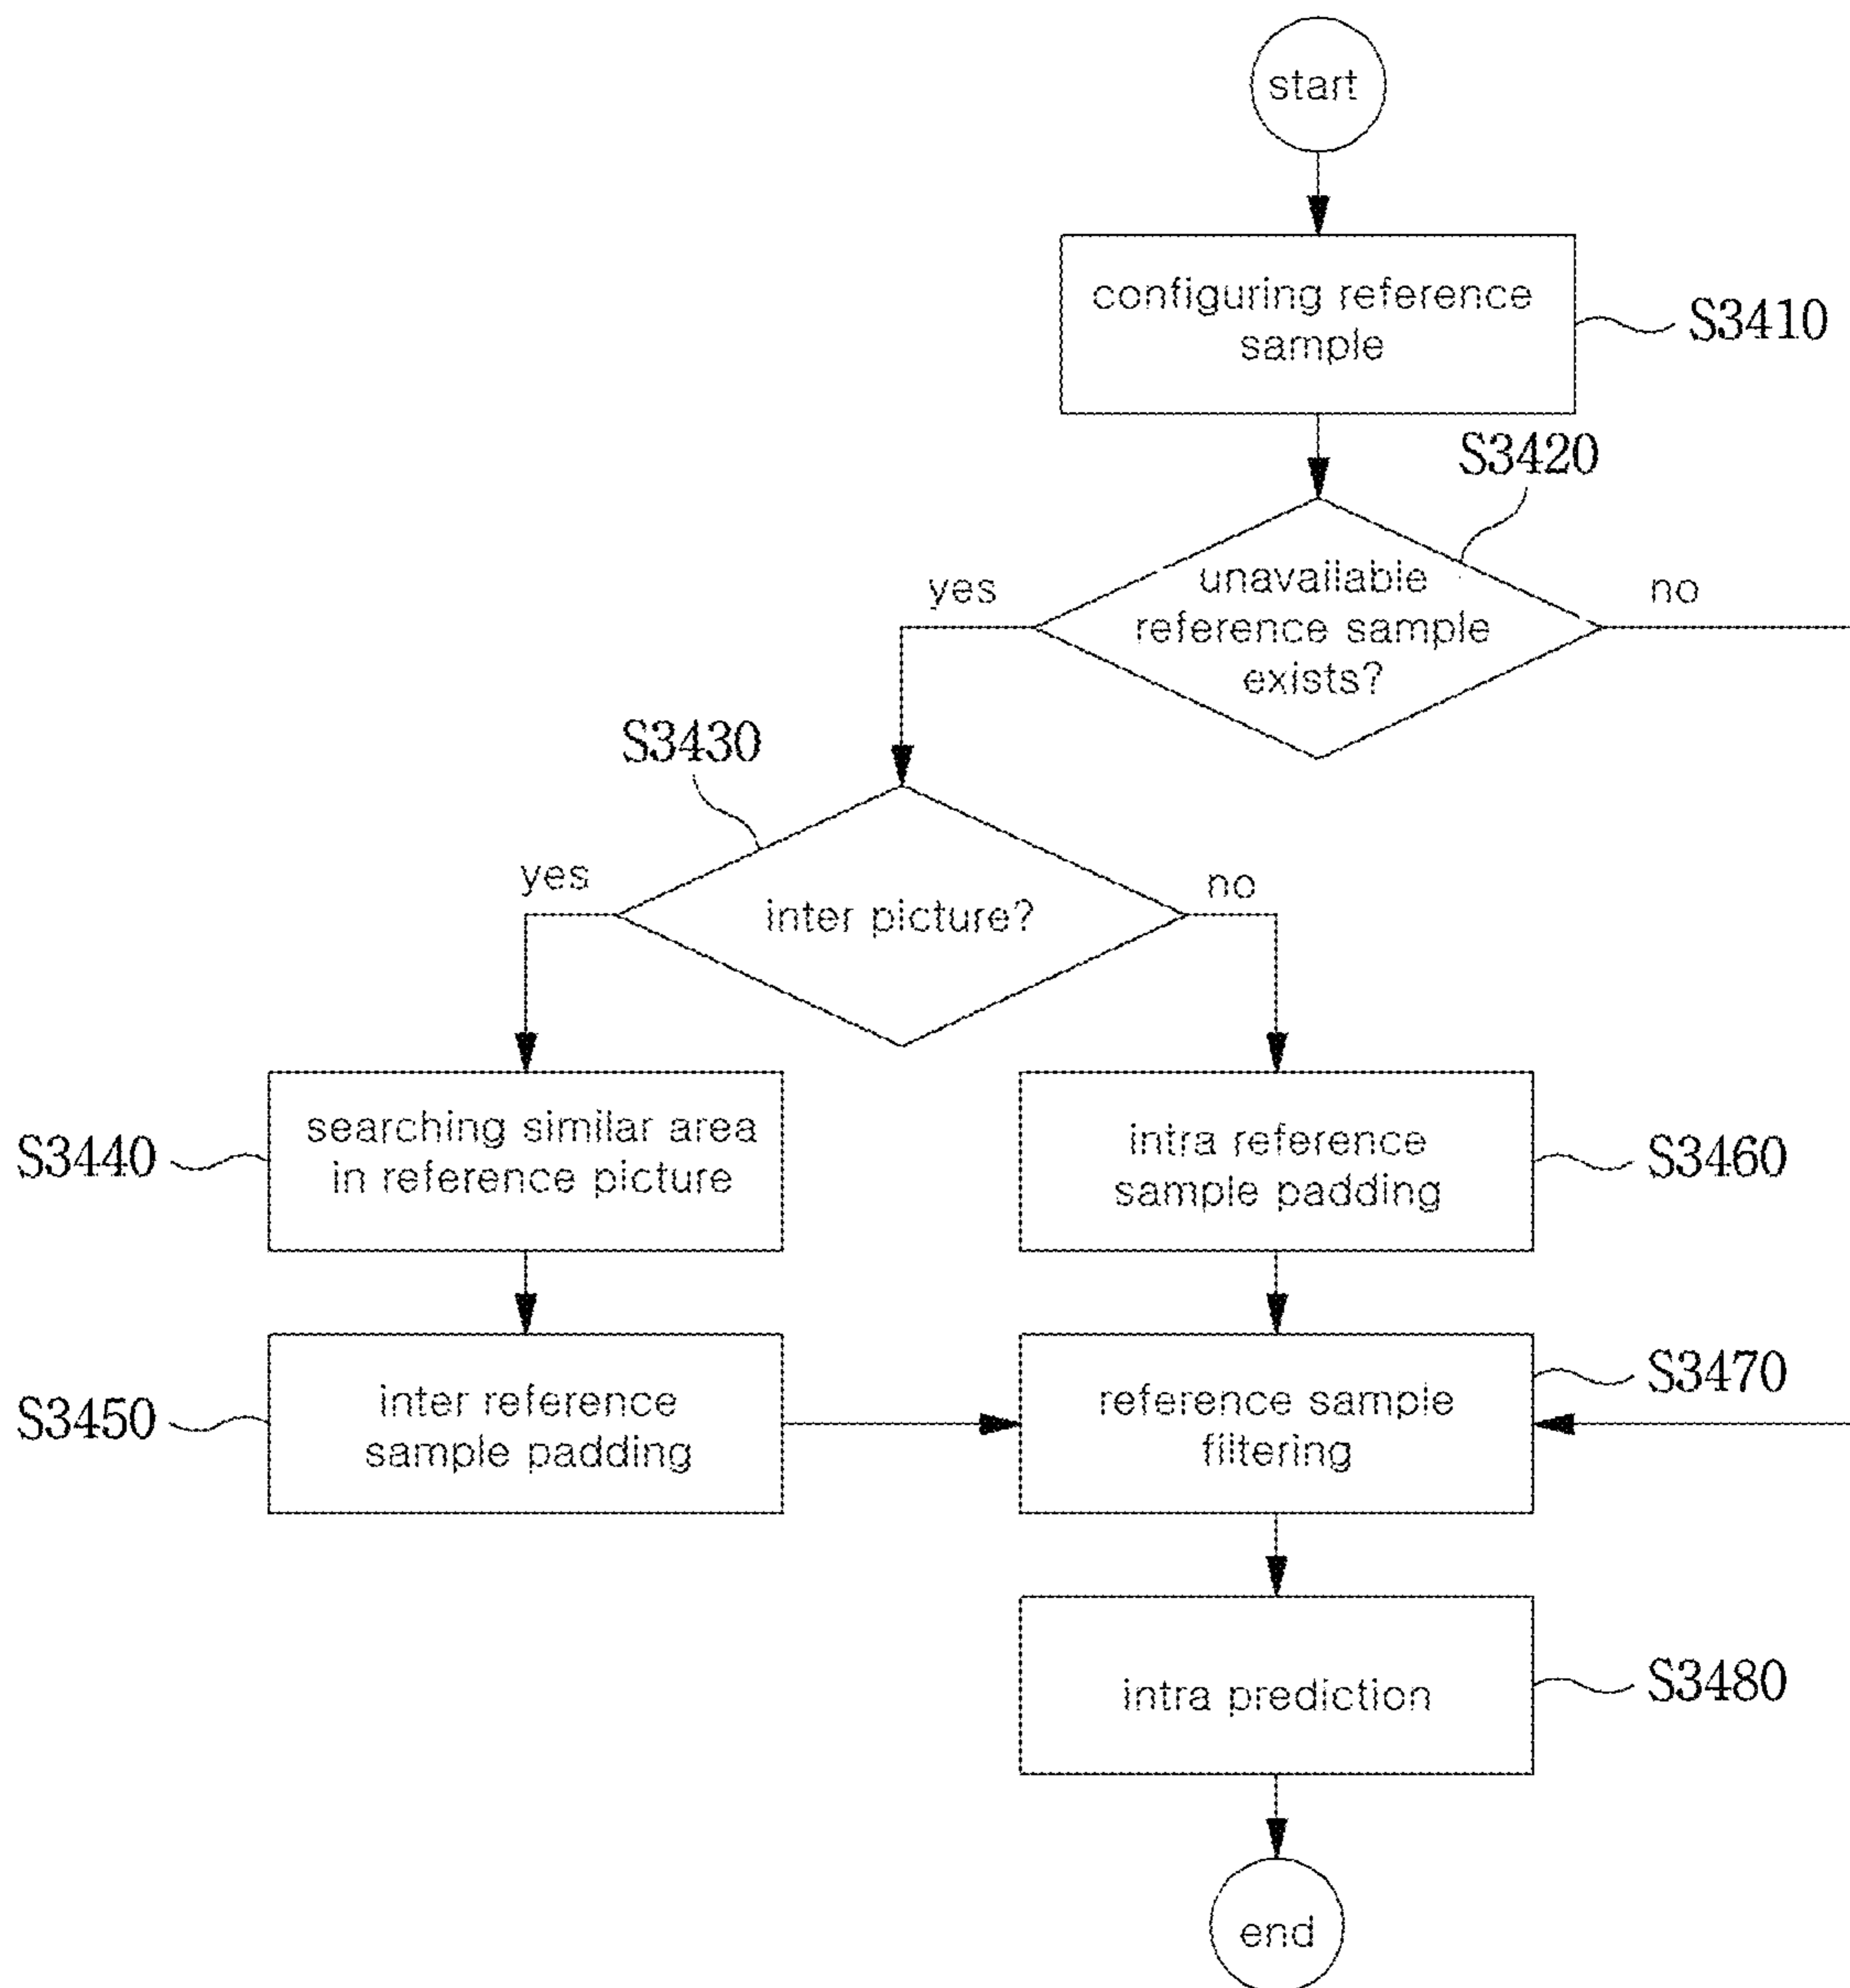 start
configuring reference
sample
S3410
S3420
unavailable
reference sample
exists?
yes
no
S3430
inter picture?
yes
no
S3440
searching similar area
in reference picture
intra reference
sample padding
S3460
S3450
inter reference
sample padding
reference sample
filtering
S3470
intra prediction
S3480
end